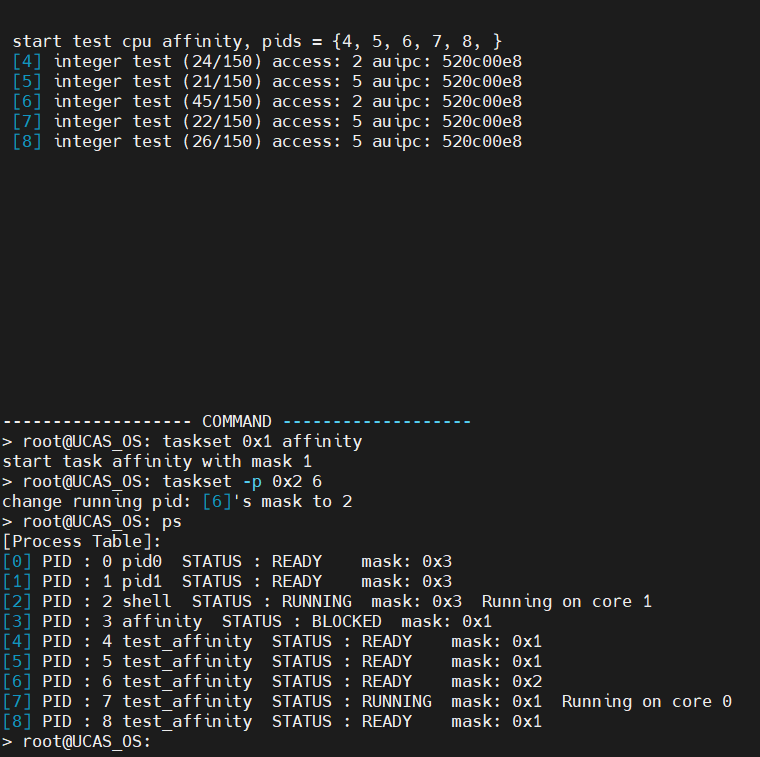 start test cpu affinity, pids = {4, 5, 6, 7, 8, }
[4] integer test (24/150) access: 2 auipc: 520c00e8
[5] integer test (21/150) access: 5 auipc: 520c00e8
[6] integer test (45/150) access: 2 auipc: 520c00e8
[7] integer test (22/150) access: 5 auipc: 520c00e8
[8] integer test (26/150) access: 5 auipc: 520c00e8
------------------- COMMAND -------------------
> root@UCAS_OS: taskset 0x1 affinity
start task affinity with mask 1
> root@UCAS_OS: taskset -p 0x2 6
change running pid: [6]'s mask to 2
> root@UCAS_OS: ps
[Process Table]:
[0] PID : 0 pid0  STATUS : READY    mask: 0x3
[1] PID : 1 pid1  STATUS : READY    mask: 0x3
[2] PID : 2 shell  STATUS : RUNNING  mask: 0x3  Running on core 1
[3] PID : 3 affinity  STATUS : BLOCKED  mask: 0x1
[4] PID : 4 test_affinity  STATUS : READY    mask: 0x1
[5] PID : 5 test_affinity  STATUS : READY    mask: 0x1
[6] PID : 6 test_affinity  STATUS : READY    mask: 0x2
[7] PID : 7 test_affinity  STATUS : RUNNING  mask: 0x1  Running on core 0
[8] PID : 8 test_affinity  STATUS : READY    mask: 0x1
> root@UCAS_OS: